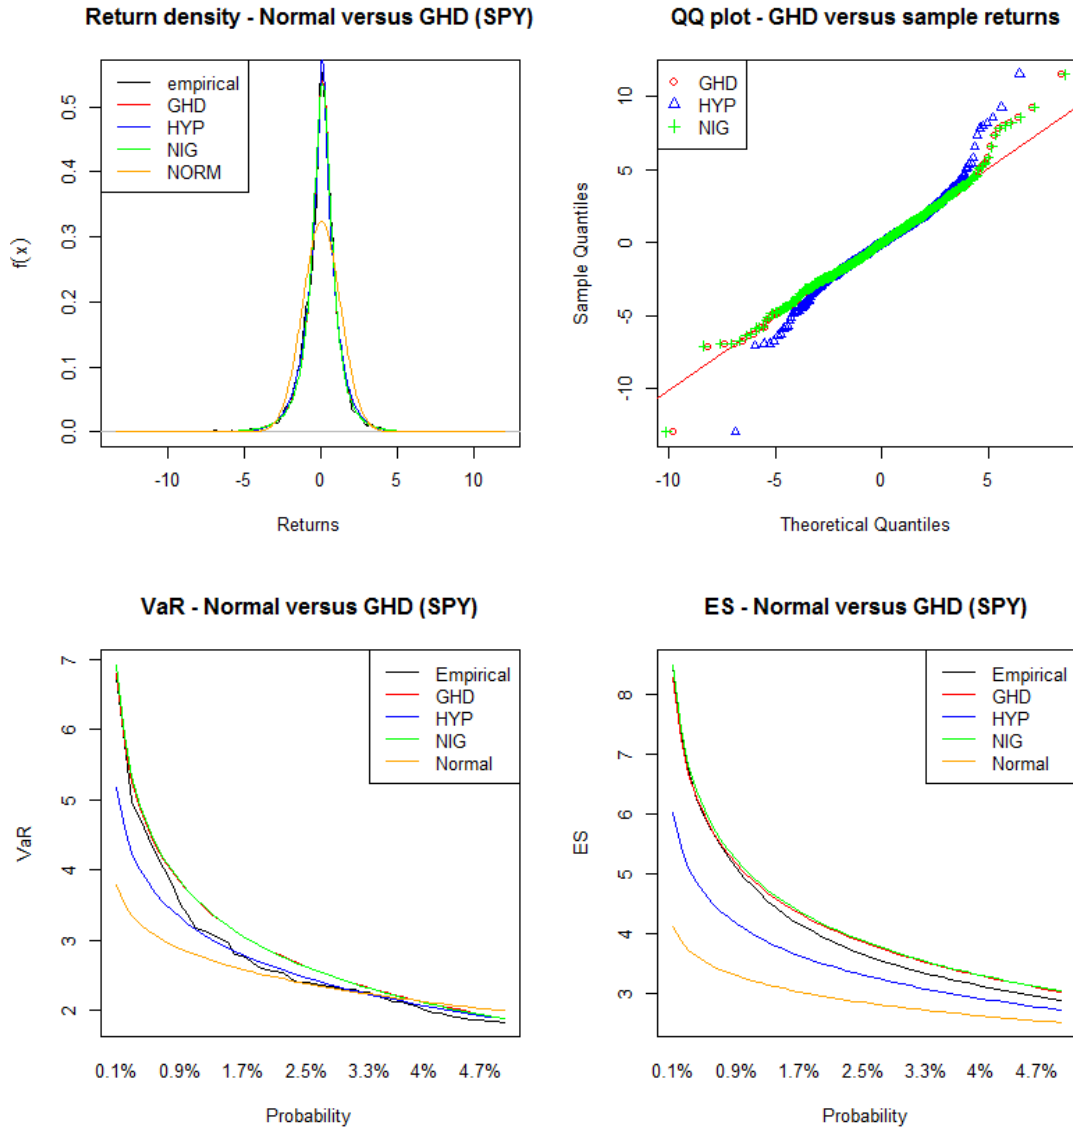 Return density - Normal versus GHD (SPY)
empirical
GHD
HYP
NIG
NORM
f(x)
0.0
0.1
0.2
0.3
0.4
0.5
-10
-5
0
5
10
Returns
QQ plot - GHD versus sample returns
GHD
HYP
NIG
Sample Quantiles
10
5
0
-5
-10
-10
-5
0
5
Theoretical Quantiles
VaR - Normal versus GHD (SPY)
Empirical
GHD
HYP
NIG
Normal
VaR
7
6
5
4
3
2
0.1%
0.9%
1.7%
2.5%
3.3%
4%
4.7%
Probability
ES - Normal versus GHD (SPY)
Empirical
GHD
HYP
NIG
Normal
ES
8
7
6
5
4
3
0.1%
0.9%
1.7%
2.5%
3.3%
4%
4.7%
Probability